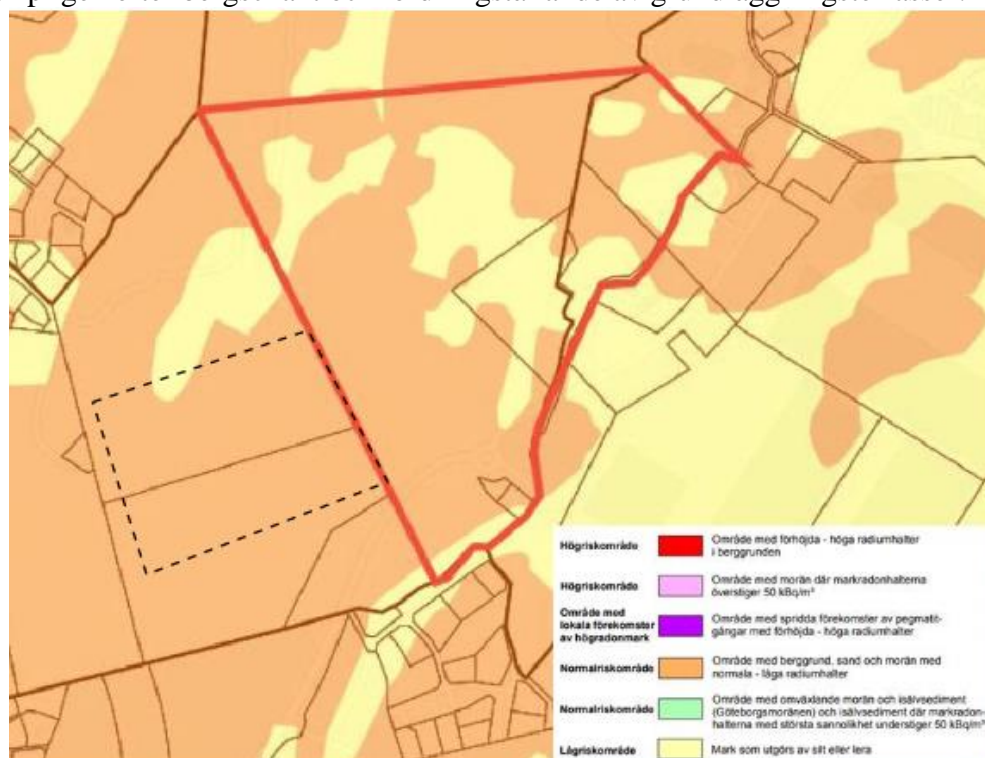 Högriskområde
Område med förhöjda - höga radiumhalter
i berggrunden
Högriskområde
Område med morän där markradonhalterna
överstiger 50 kBq/m³
Område med
lokala förekomster
av högradonmark
Område med spridda förekomster av pegmatit-
gångar med förhöjda - höga radiumhalter
Normalriskområde
Område med berggrund, sand och morän med
normala - låga radiumhalter
Normalriskområde
Område med omväxlande morän och isälvsediment
(Göteborgsmoränen) och isälvsediment där markradon-
halterna med största sannolikhet understiger 50 kBq/m³
Lågriskområde
Mark som utgörs av silt eller lera